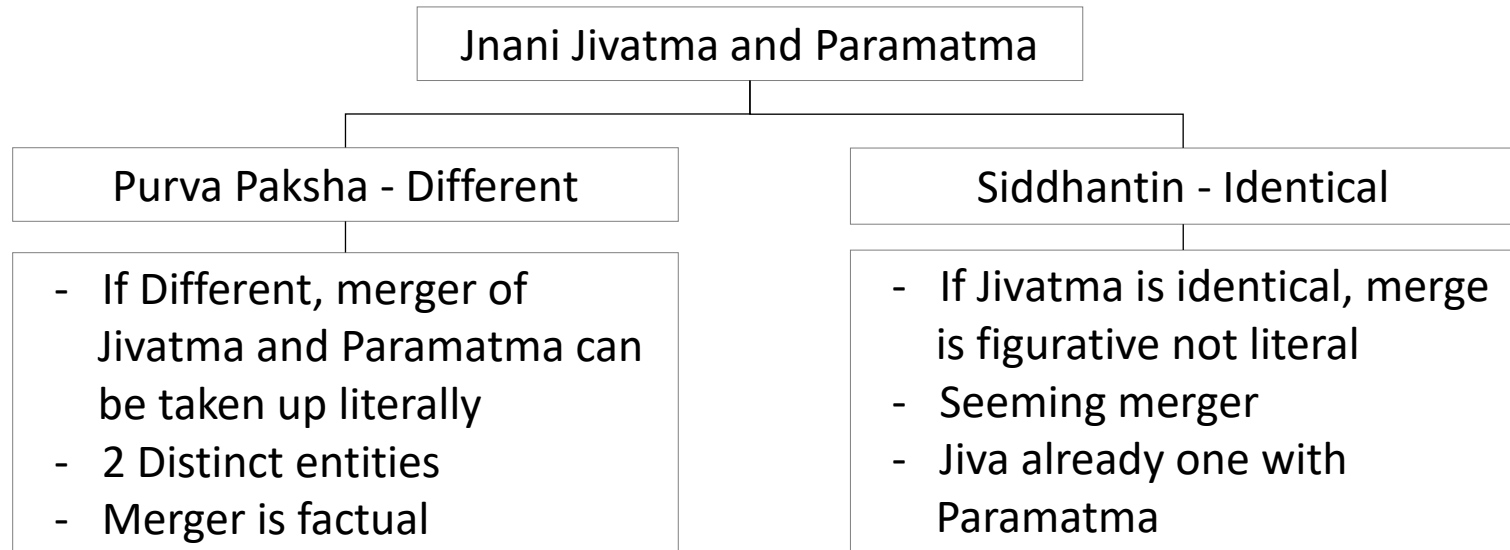 Jnani Jivatma and Paramatma
Purva Paksha - Different
- If Different, merger of
Jivatma and Paramatma can
be taken up literally
- 2 Distinct entities
- Merger is factual
Siddhantin - Identical
- If Jivatma is identical, merge
is figurative not literal
- Seeming merger
- Jiva already one with
Paramatma